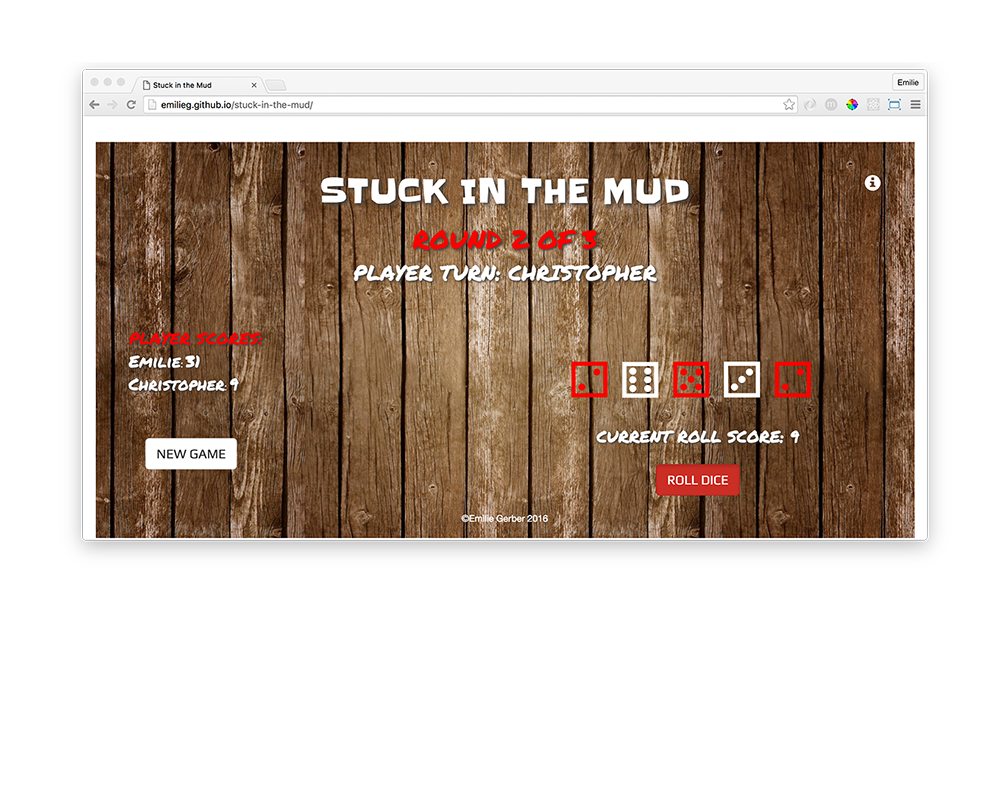 Stuck in the Mud
Emilie
emilieg.github.io/stuck-in-the-mud/
STUCK IN THE MUD
ROUND 2 OF 3
PLAYER TURN: CHRISTOPHER
PLAYER SCORES:
EMILIE: 31
CHRISTOPHER: 9
CURRENT ROLL SCORE: 9
NEW GAME
ROLL DICE
©Emilie Gerber 2016